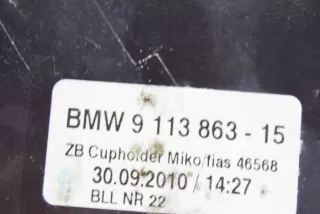 BMW 9 113 863 - 15
ZB Cupholder Miko/fias 46568
30.09.2010 / 14:27
BLL NR 22